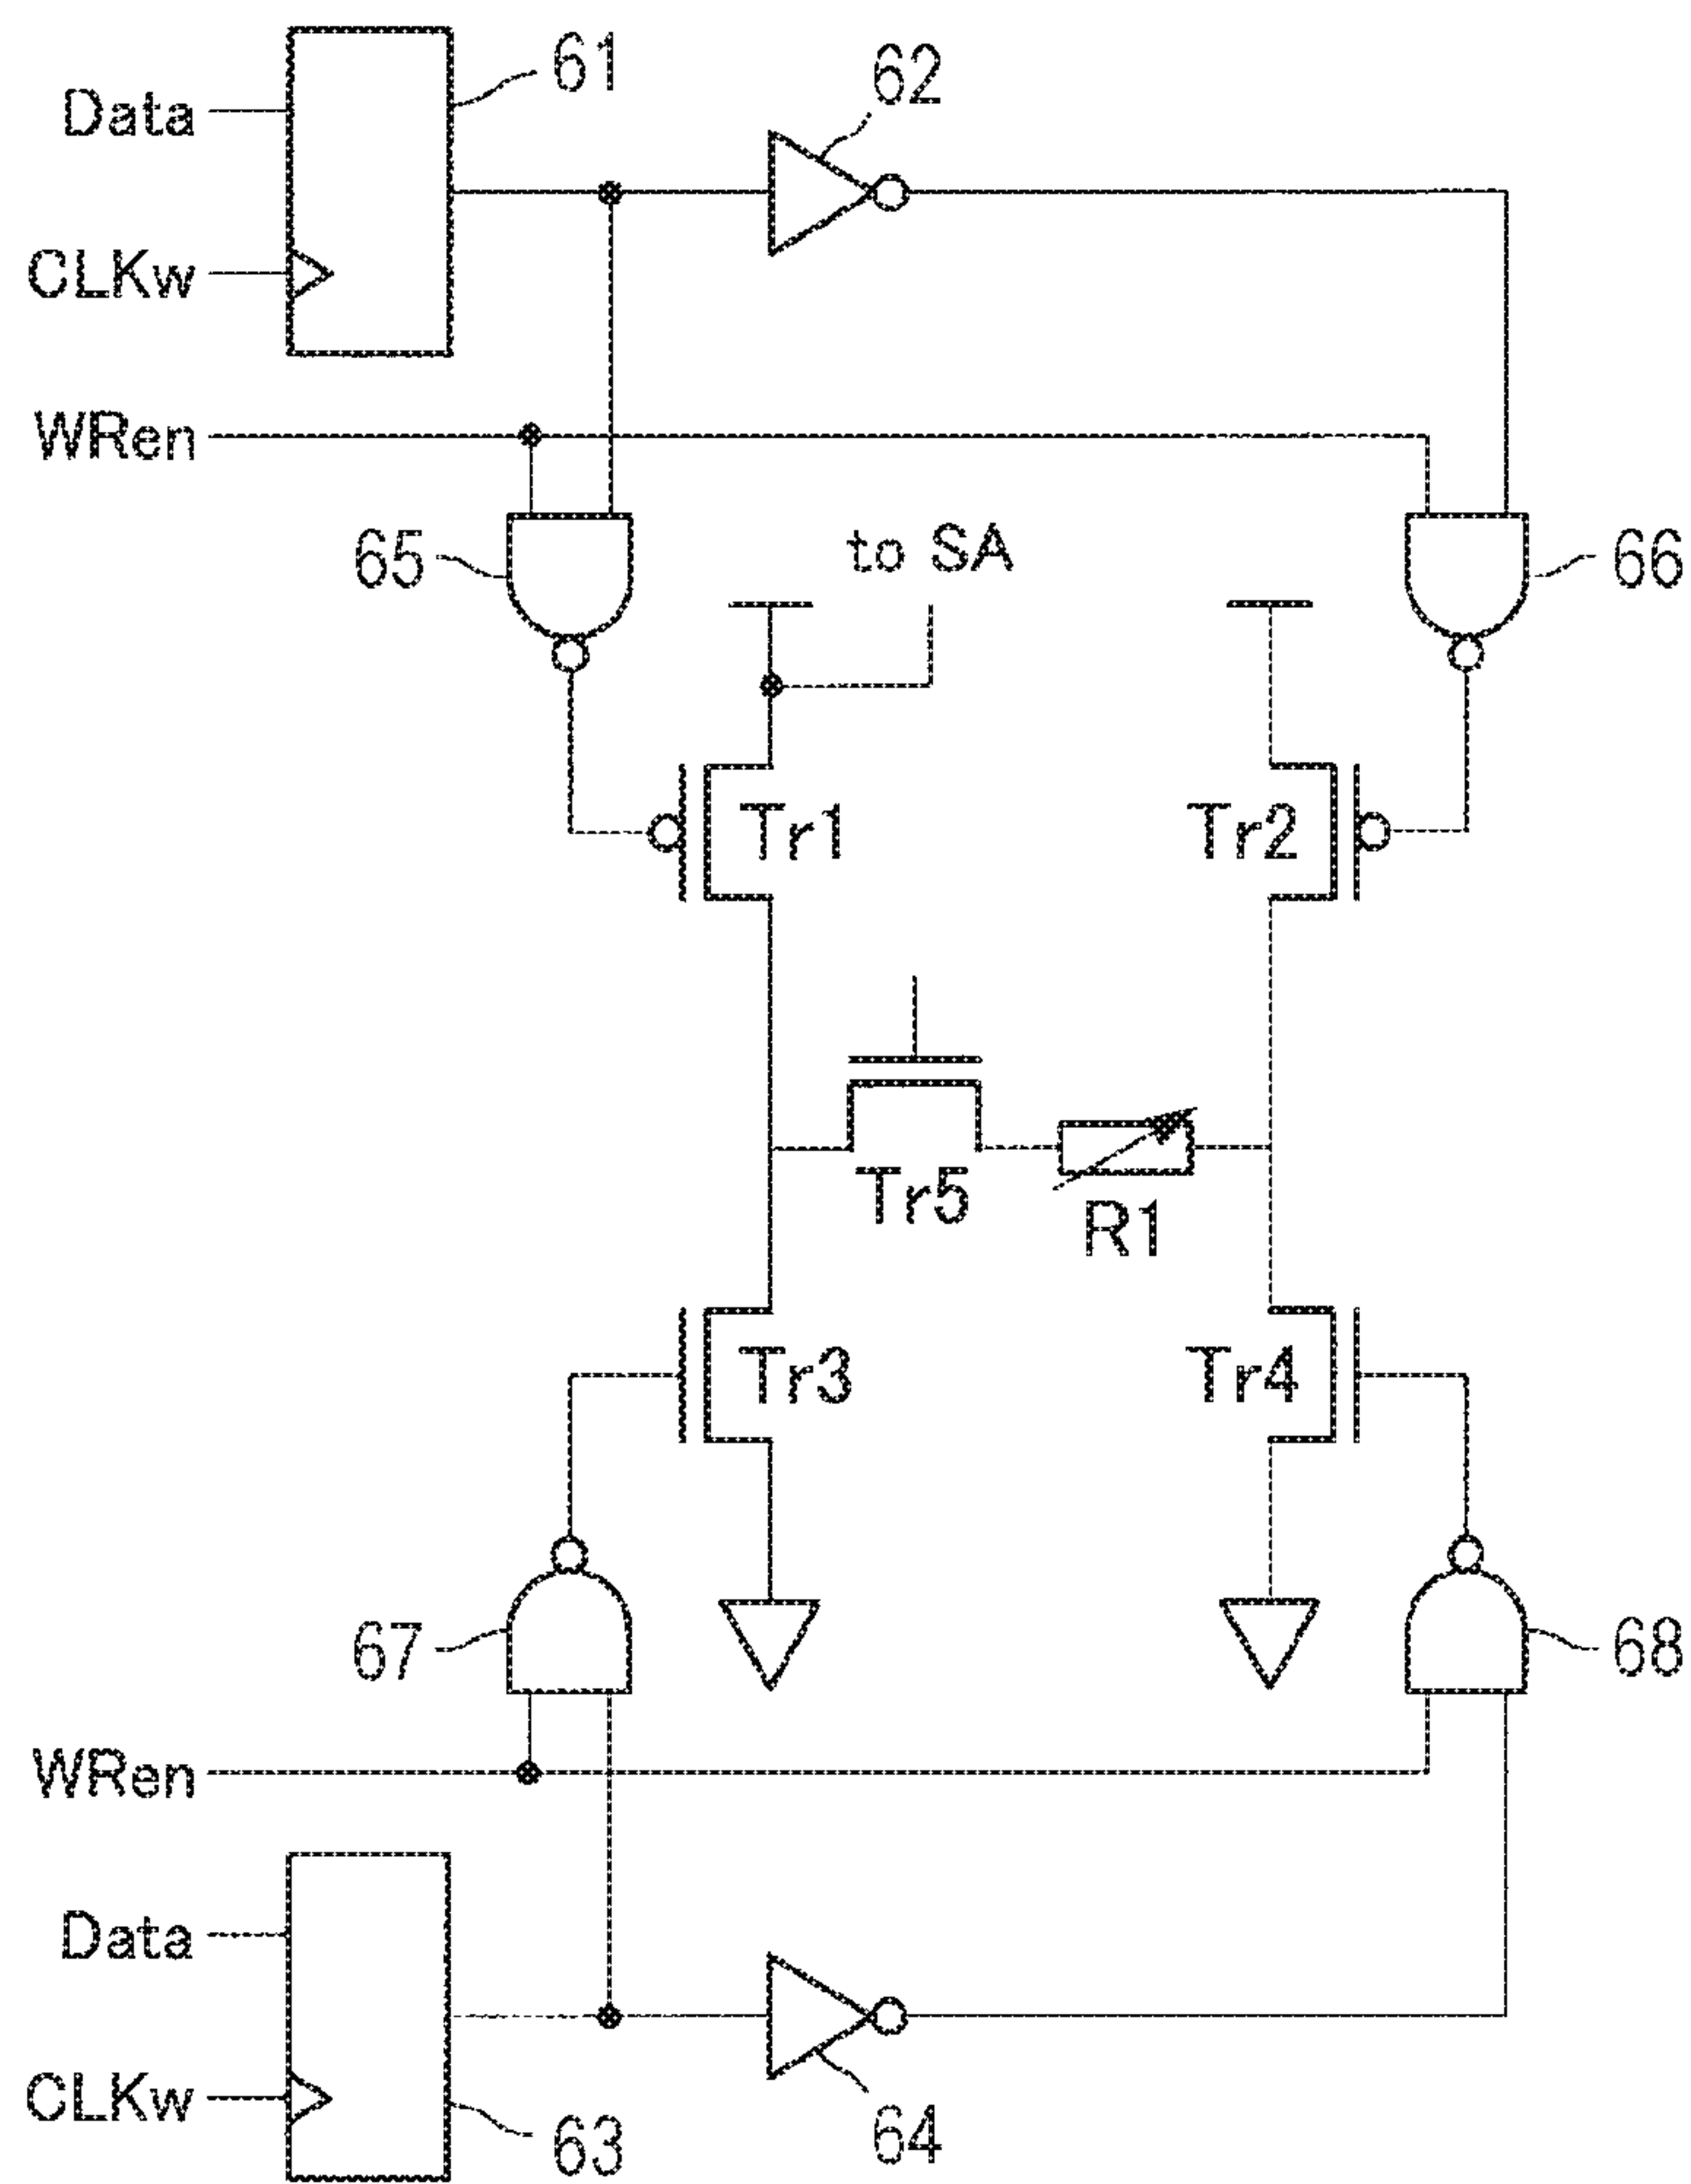 61
62
Data
CLKw
WRen
65
to SA
66
Tr1
Tr2
Tr5
R1
Tr3
Tr4
67
68
WRen
Data
CLKw
63
64